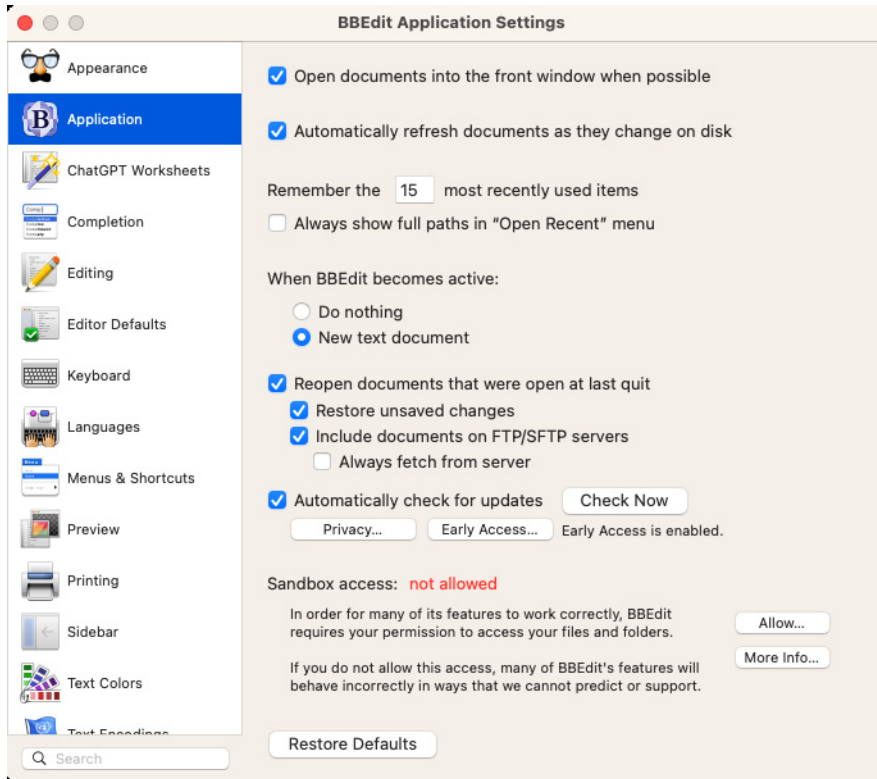 BBEdit Application Settings
Appearance
Application
ChatGPT Worksheets
Completion
Editing
Editor Defaults
Keyboard
Languages
Menus & Shortcuts
Preview
Printing
Sidebar
Text Colors
Text Encodings
Search
Open documents into the front window when possible
Automatically refresh documents as they change on disk
Remember the 15 most recently used items
Always show full paths in “Open Recent” menu
When BBEdit becomes active:
Do nothing
New text document
Reopen documents that were open at last quit
Restore unsaved changes
Include documents on FTP/SFTP servers
Always fetch from server
Automatically check for updates Check Now
Privacy... Early Access... Early Access is enabled.
Sandbox access: not allowed
In order for many of its features to work correctly, BBEdit
requires your permission to access your files and folders.
Allow...
If you do not allow this access, many of BBEdit's features will
behave incorrectly in ways that we cannot predict or support.
More Info...
Restore Defaults